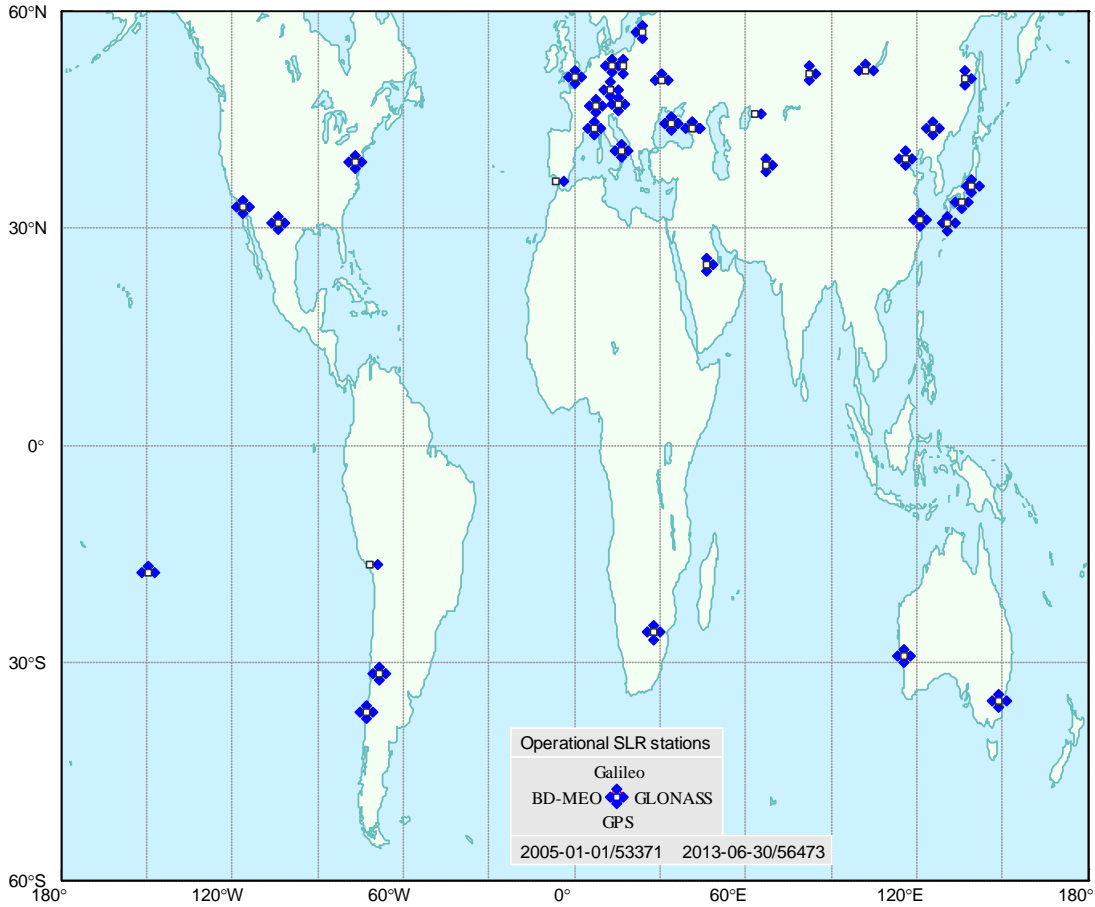 60°N
30°N
0°
30°S
60°S
180°
120°W
60°W
0°
60°E
120°E
180°
Operational SLR stations
Galileo
BD-MEO GLONASS
GPS
2005-01-01/53371 2013-06-30/56473